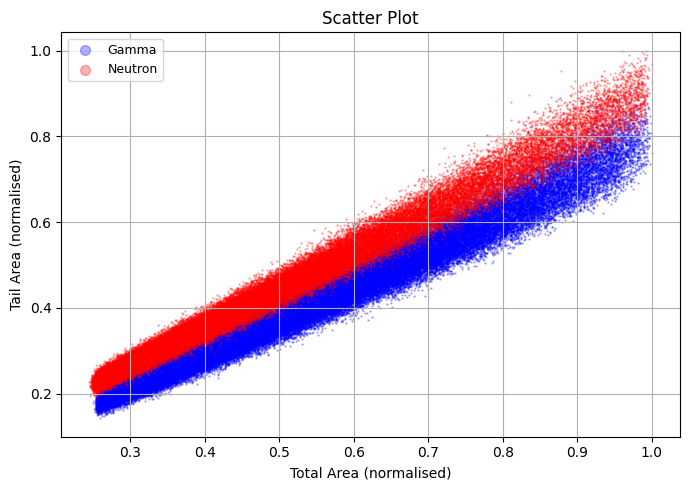 Scatter Plot
Gamma
Neutron
1.0
0.8
0.6
0.4
0.2
Tail Area (normalised)
0.3 0.4 0.5 0.6 0.7 0.8 0.9 1.0
Total Area (normalised)